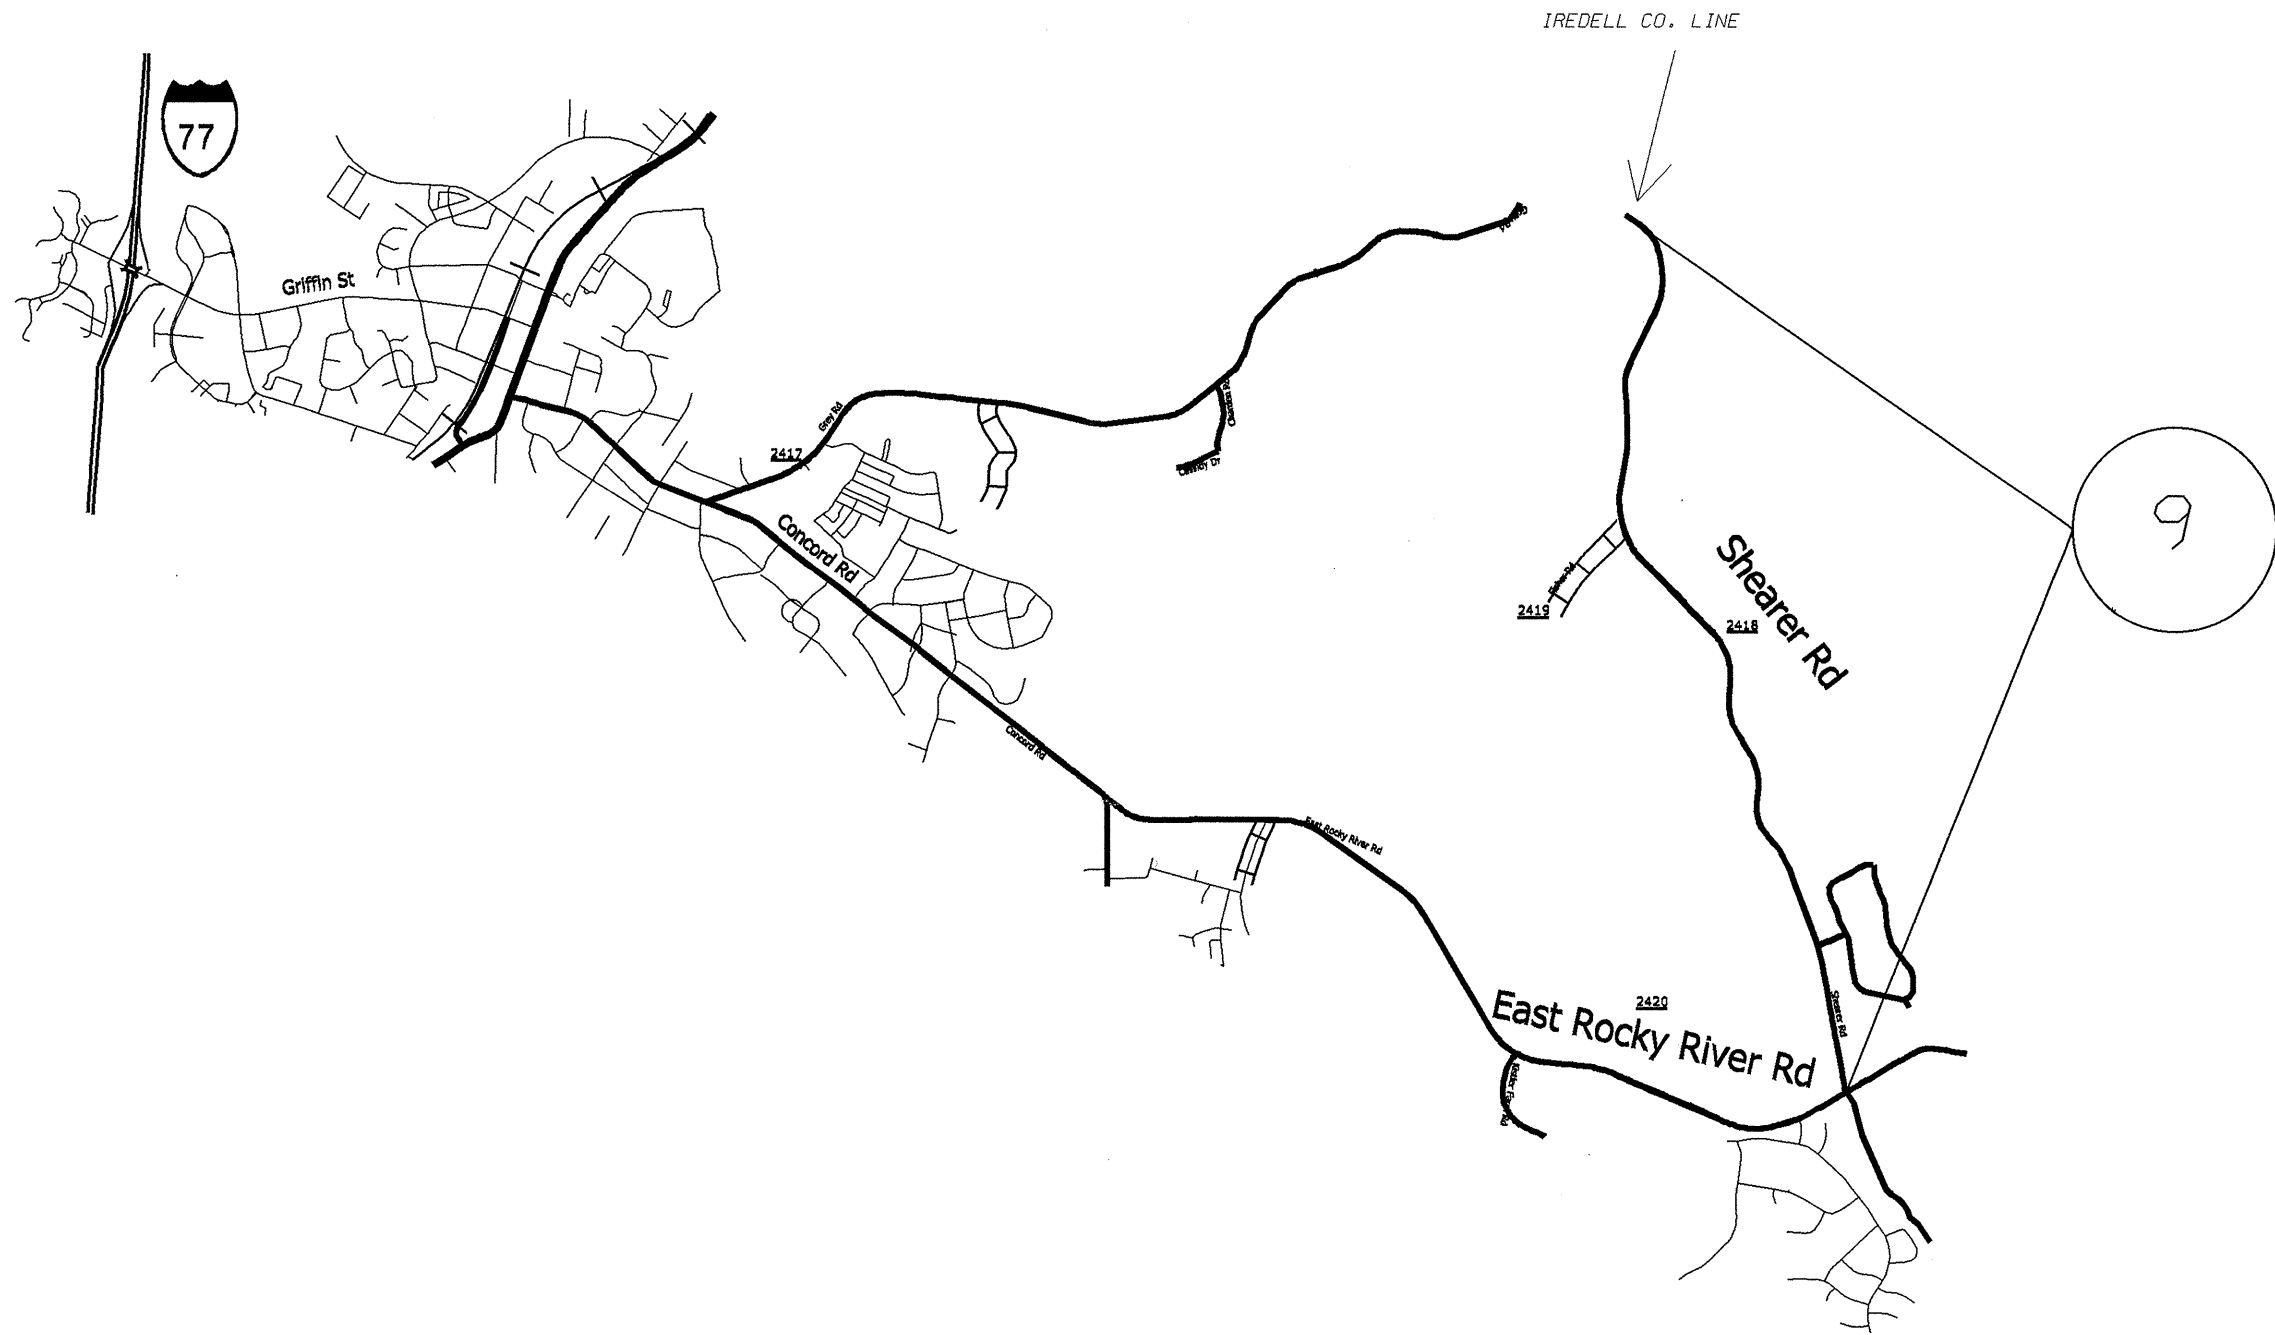 IREDELL CO. LINE
77
Griffin St
Grey Rd
2417
Concord Rd
9
Shearer Rd
2419
2418
Concord Rd
East Rocky River Rd
2420
East Rocky River Rd
Shearer Rd